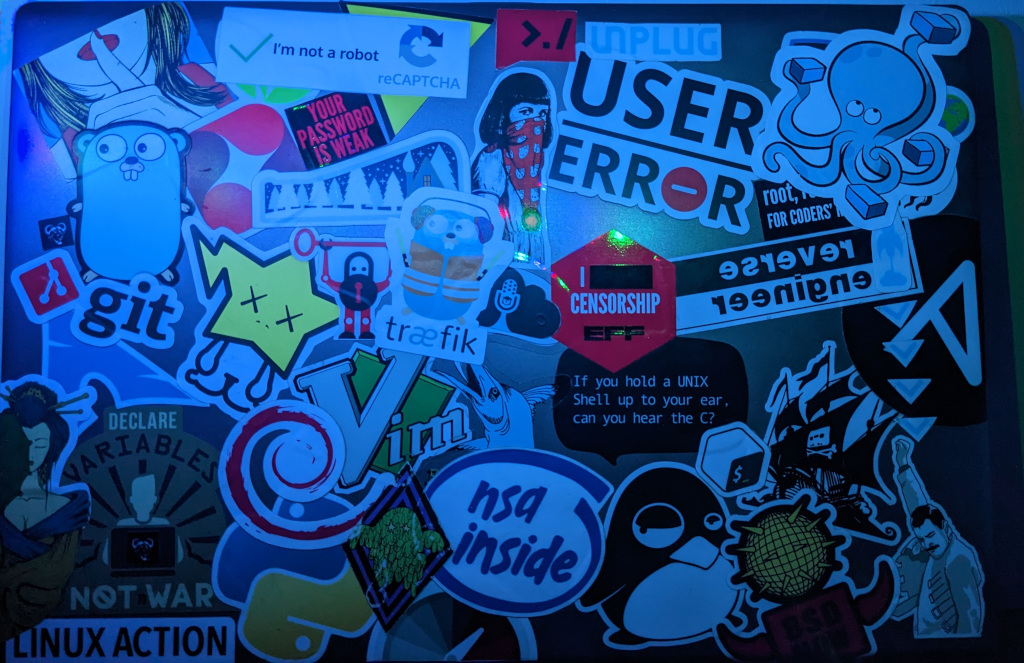 I'm not a robot
reCAPTCHA
>./
UNPLUG
YOUR
PASSWORD
IS WEAK
USER
ERROR
root,
FOR CODERS'
reverse
engineer
I
CENSORSHIP
EFF
git
træfik
Vim
If you hold a UNIX
Shell up to your ear,
can you hear the C?
$_
DECLARE
VARIABLES
NOT WAR
nsa
inside
LINUX ACTION
BSD